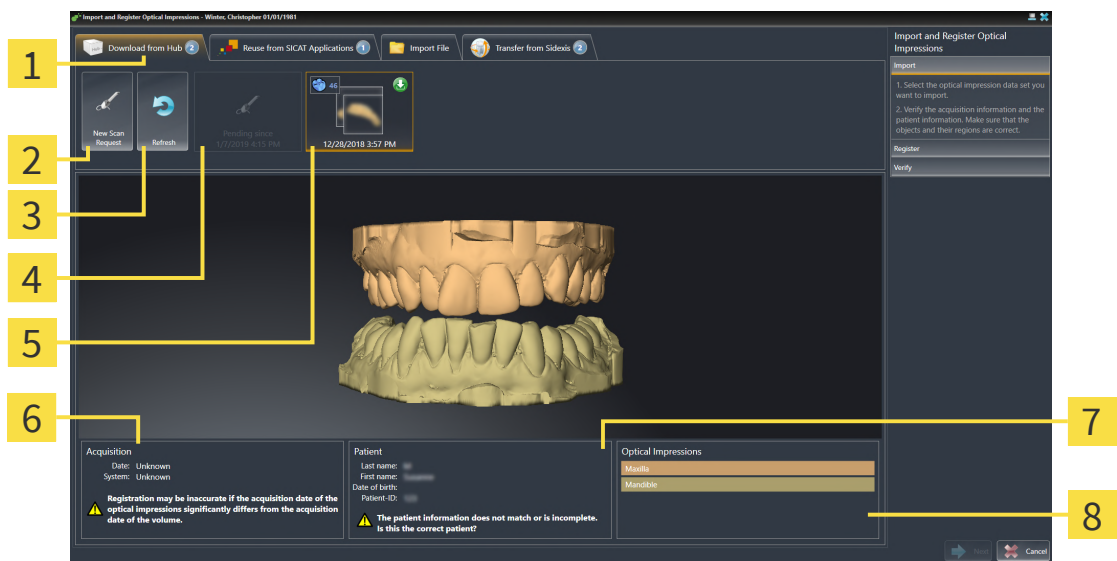 Import and Register Optical Impressions - Winter, Christopher 01/01/1981
Download from Hub 2
Reuse from SICAT Applications 1
Import File
Transfer from Sidexis 2
New Scan
Request
Refresh
Pending since
1/7/2019 4:15 PM
46
12/28/2018 3:57 PM
Import and Register Optical
Impressions
Import
1. Select the optical impression data set you
want to import.
2. Verify the acquisition information and the
patient information. Make sure that the
objects and their regions are correct.
Register
Verify
Acquisition
Date: Unknown
System: Unknown
Registration may be inaccurate if the acquisition date of the
optical impressions significantly differs from the acquisition
date of the volume.
Patient
Last name:
First name:
Date of birth:
Patient-ID:
The patient information does not match or is incomplete.
Is this the correct patient?
Optical Impressions
Maxilla
Mandible
Next
Cancel
1
2
3
4
5
6
7
8